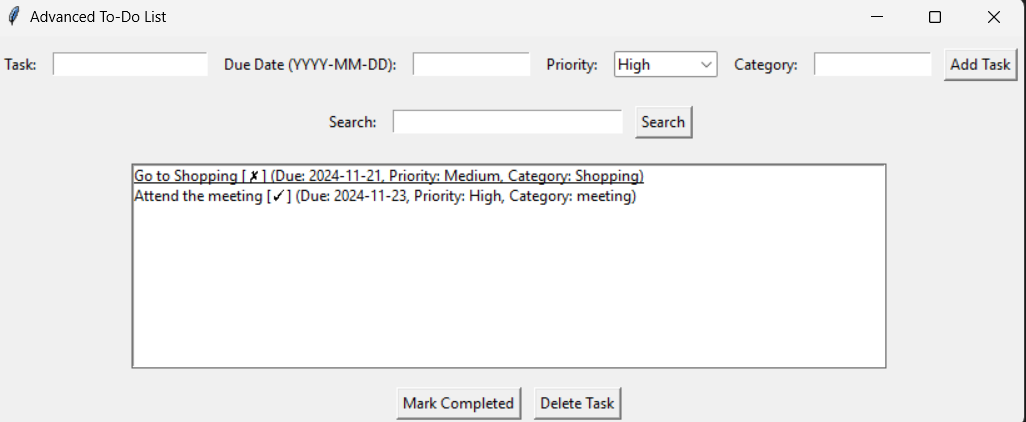 Advanced To-Do List
Task: Due Date (YYYY-MM-DD): Priority: High Category: Add Task
Search: Search
Go to Shopping [✗] (Due: 2024-11-21, Priority: Medium, Category: Shopping)
Attend the meeting [✓] (Due: 2024-11-23, Priority: High, Category: meeting)
Mark Completed Delete Task